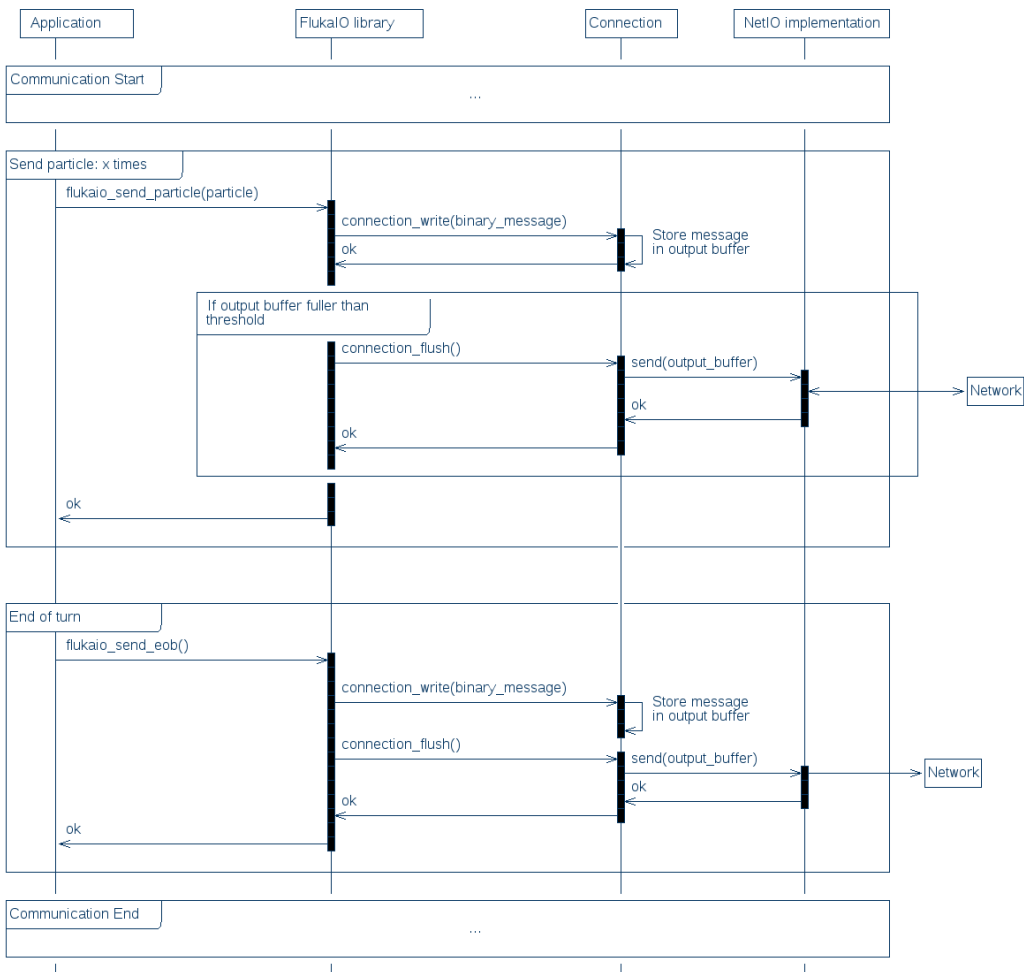 Application
FlukaIO library
Connection
NetIO implementation
Communication Start
...
Send particle: x times
flukaio_send_particle(particle)
connection_write(binary_message)
Store message
in output buffer
ok
If output buffer fuller than
threshold
connection_flush()
send(output_buffer)
Network
ok
ok
ok
End of turn
flukaio_send_eob()
connection_write(binary_message)
Store message
in output buffer
connection_flush()
send(output_buffer)
Network
ok
ok
ok
Communication End
...